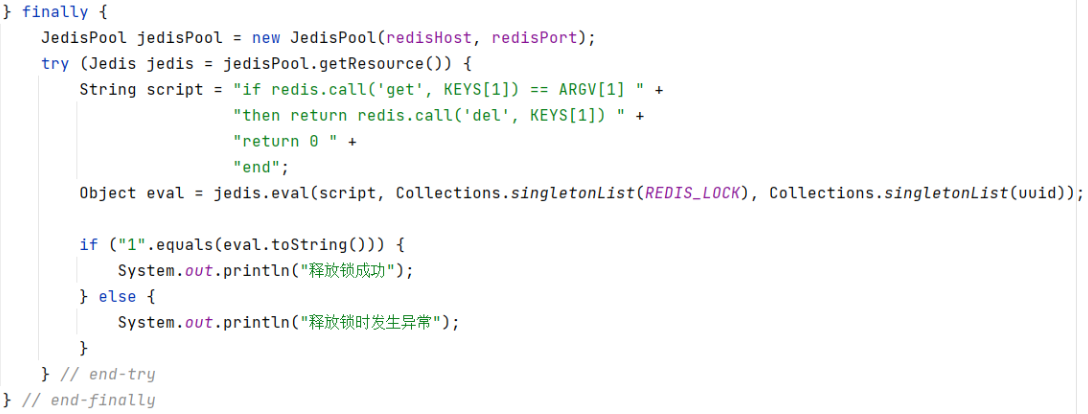 } finally {
    JedisPool jedisPool = new JedisPool(redisHost, redisPort);
    try (Jedis jedis = jedisPool.getResource()) {
        String script = "if redis.call('get', KEYS[1]) == ARGV[1] " +
                        "then return redis.call('del', KEYS[1]) " +
                        "return 0 " +
                        "end";
        Object eval = jedis.eval(script, Collections.singletonList(REDIS_LOCK), Collections.singletonList(uuid));

        if ("1".equals(eval.toString())) {
            System.out.println("释放锁成功");
        } else {
            System.out.println("释放锁时发生异常");
        }
    } // end-try
} // end-finally